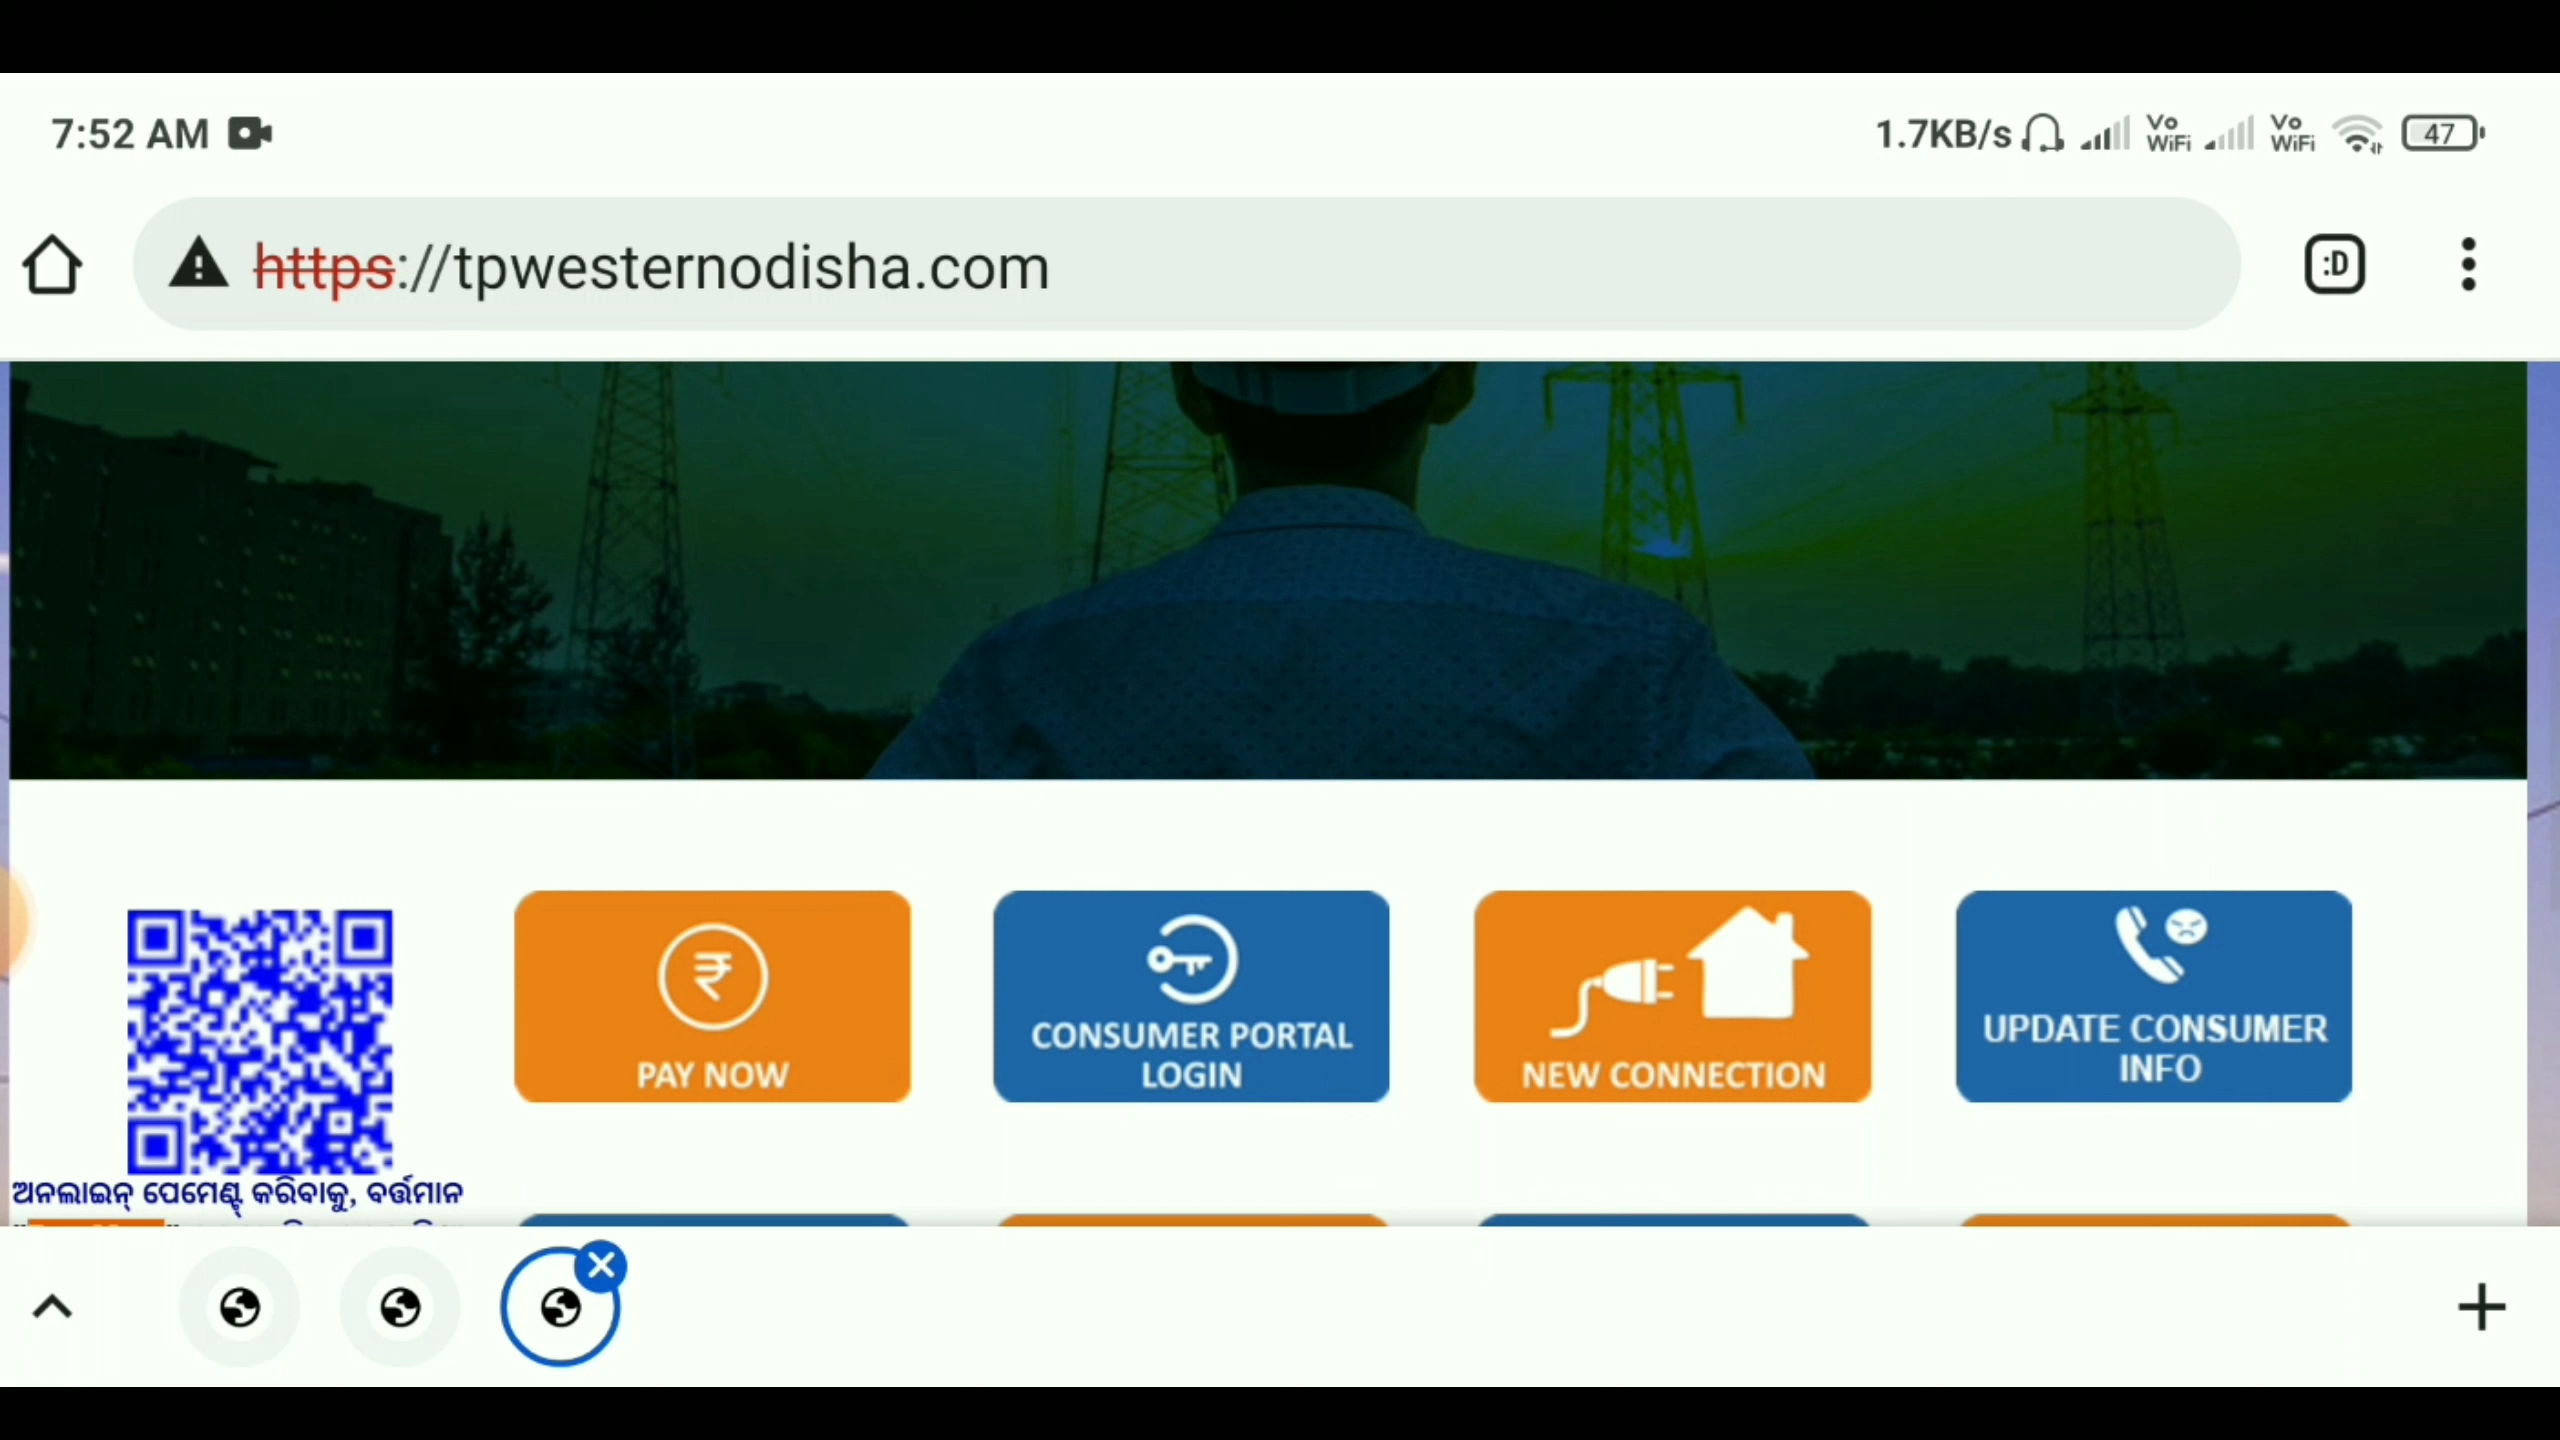 7:52 AM
1.7KB/s
Vo WiFi
Vo WiFi
47
https://tpwesternodisha.com
:D
PAY NOW
CONSUMER PORTAL
LOGIN
NEW CONNECTION
UPDATE CONSUMER
INFO
ଅନଲାଇନ୍ ପେମେଣ୍ଟ କରିବାକୁ, ବର୍ତ୍ତମାନ